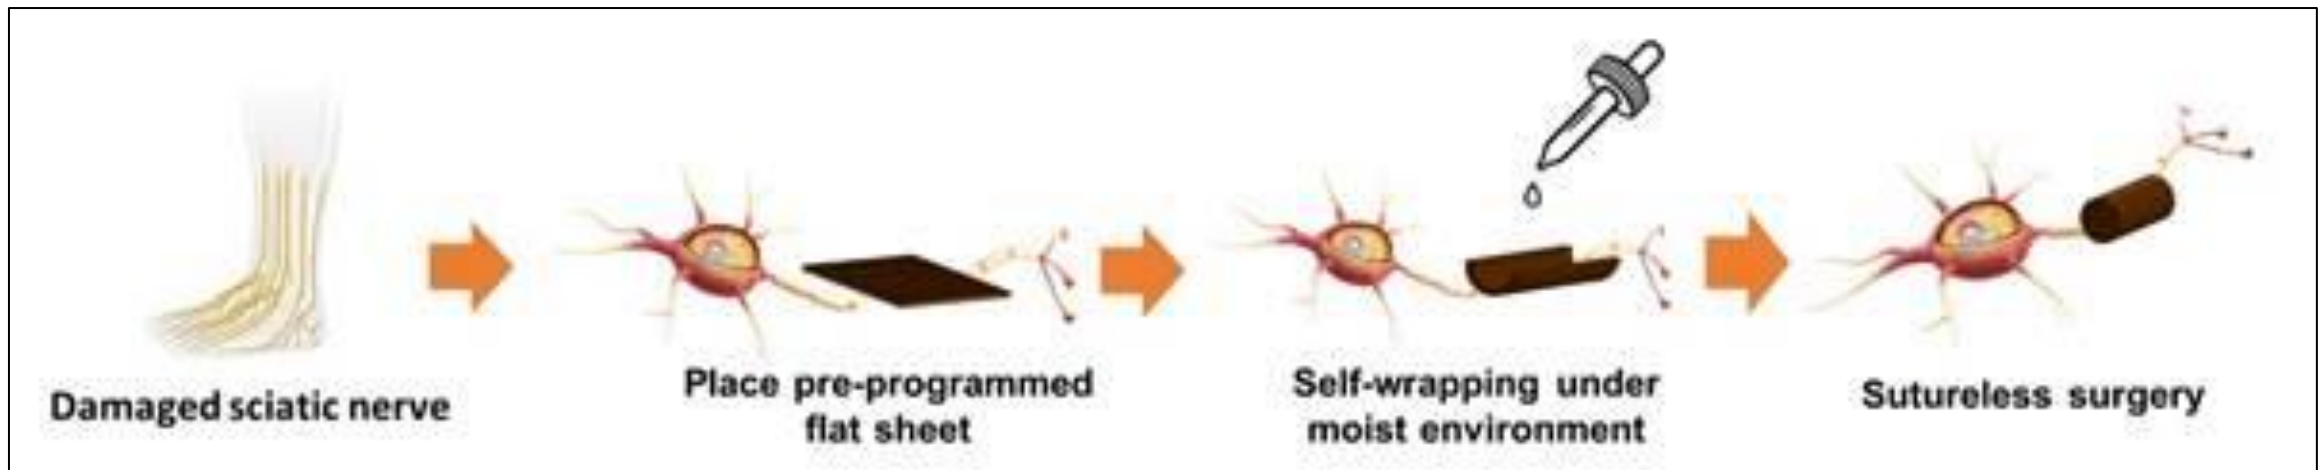 Damaged sciatic nerve
Place pre-programmed
flat sheet
Self-wrapping under
moist environment
Sutureless surgery